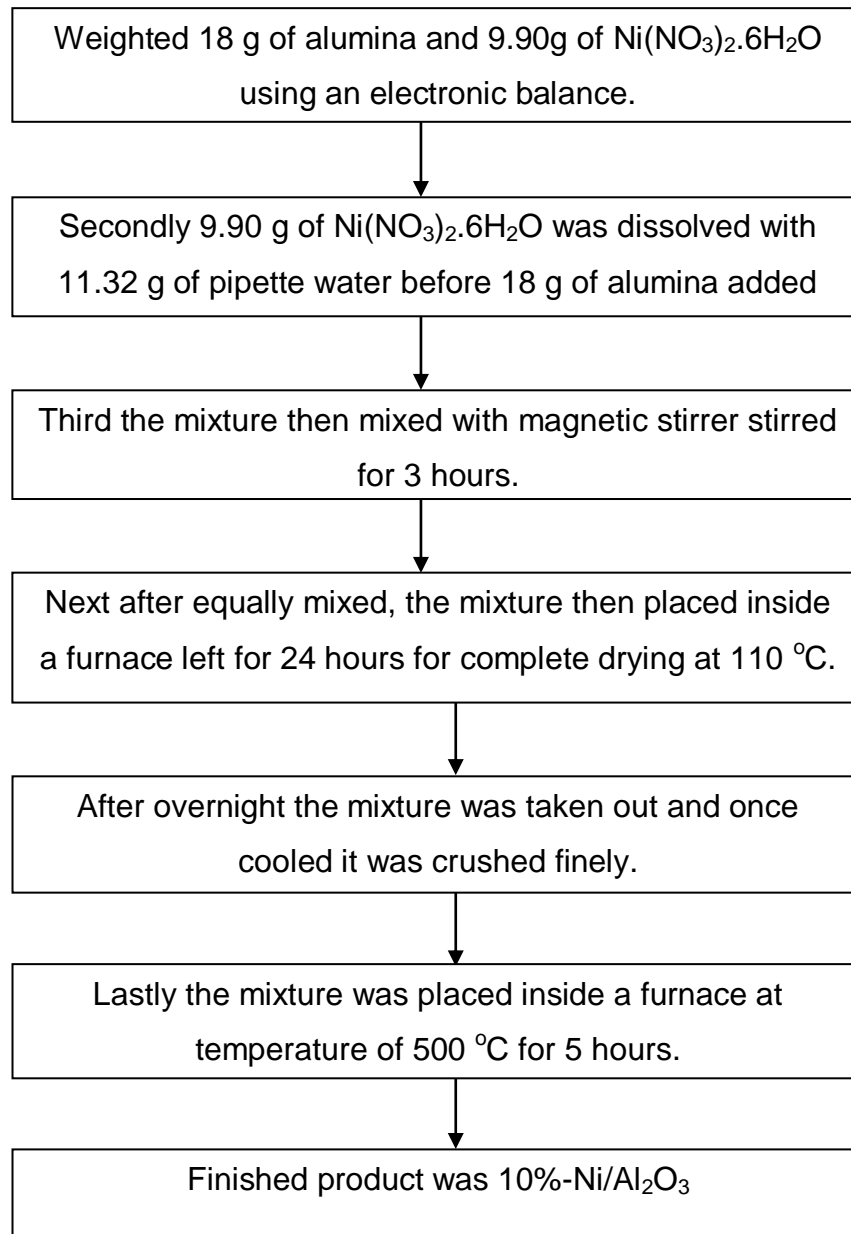 Weighted 18 g of alumina and 9.90g of Ni(NO₃)₂.6H₂O
using an electronic balance.
Secondly 9.90 g of Ni(NO₃)₂.6H₂O was dissolved with
11.32 g of pipette water before 18 g of alumina added
Third the mixture then mixed with magnetic stirrer stirred
for 3 hours.
Next after equally mixed, the mixture then placed inside
a furnace left for 24 hours for complete drying at 110 ᵒC.
After overnight the mixture was taken out and once
cooled it was crushed finely.
Lastly the mixture was placed inside a furnace at
temperature of 500 ᵒC for 5 hours.
Finished product was 10%-Ni/Al₂O₃